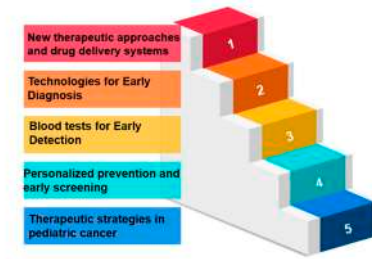 New therapeutic approaches
and drug delivery systems
1
Technologies for Early
Diagnosis
2
Blood tests for Early
Detection
3
Personalized prevention and
early screening
4
Therapeutic strategies in
pediatric cancer
5